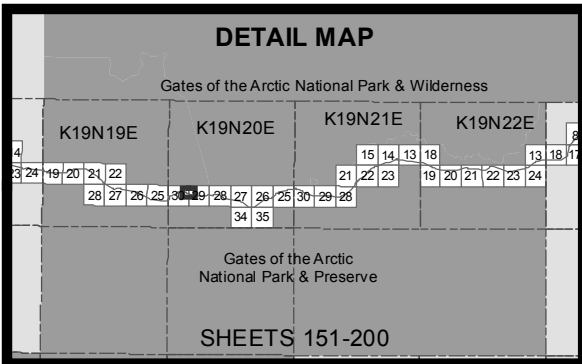 DETAIL MAP
Gates of the Arctic National Park & Wilderness
K19N19E
K19N20E
K19N21E
K19N22E
8
4
15 14 13 18
13 18 17
23 24 19 20 21 22
21 22 23
19 20 21 22 23 24
28 27 26 25 30 29 28 27 26 25 30 29 28
34 35
Gates of the Arctic
National Park & Preserve
SHEETS 151-200